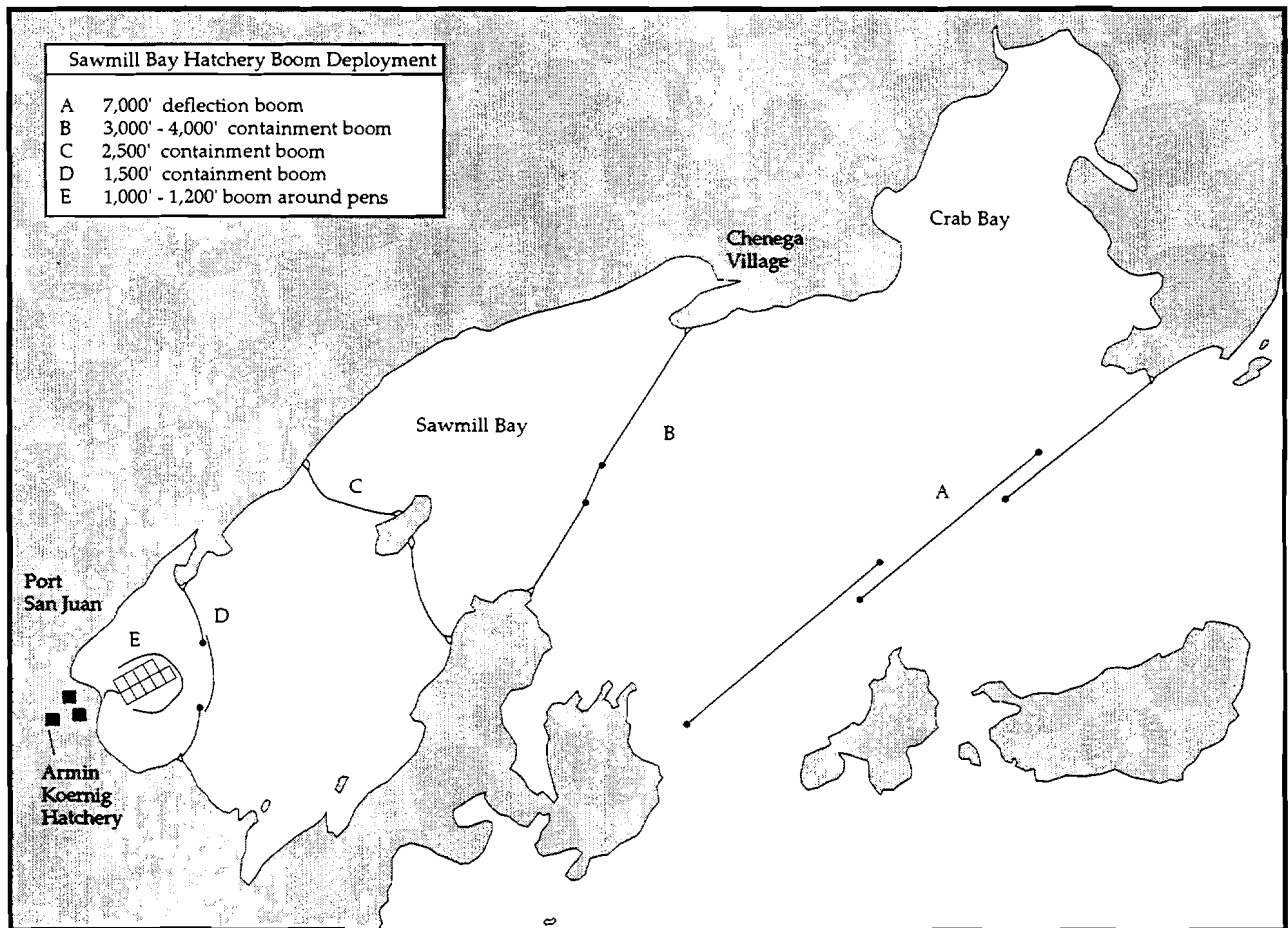 Sawmill Bay Hatchery Boom Deployment
A 7,000' deflection boom
B 3,000' - 4,000' containment boom
C 2,500' containment boom
D 1,500' containment boom
E 1,000' - 1,200' boom around pens
Crab Bay
Chenega
Village
Sawmill Bay
B
C
A
Port
San Juan
D
E
Armin
Koernig
Hatchery